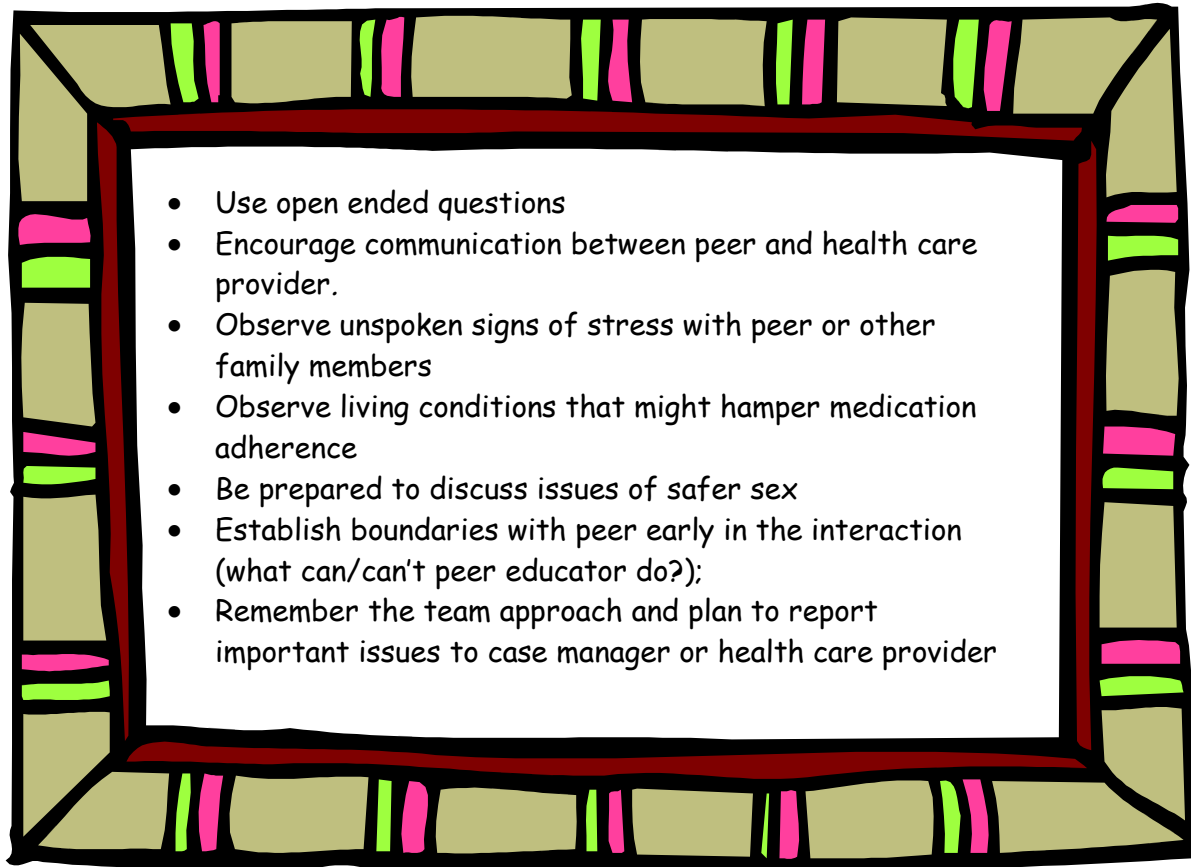 • Use open ended questions
• Encourage communication between peer and health care
provider.
• Observe unspoken signs of stress with peer or other
family members
• Observe living conditions that might hamper medication
adherence
• Be prepared to discuss issues of safer sex
• Establish boundaries with peer early in the interaction
(what can/can't peer educator do?);
• Remember the team approach and plan to report
important issues to case manager or health care provider